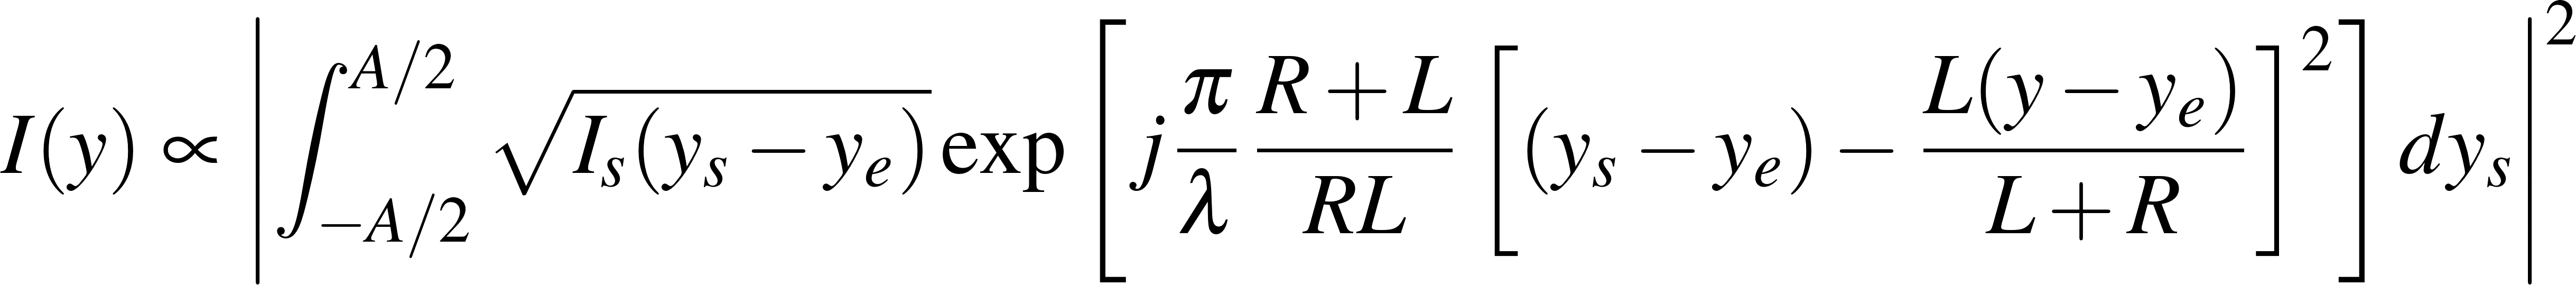 I(y) ∝ |∫_{-A/2}^{A/2} √(I_s(y_s − y_e)) exp[j (π/λ) ((R+L)/(RL)) [(y_s − y_e) − (L(y − y_e))/(L+R)]^2] dy_s|^2